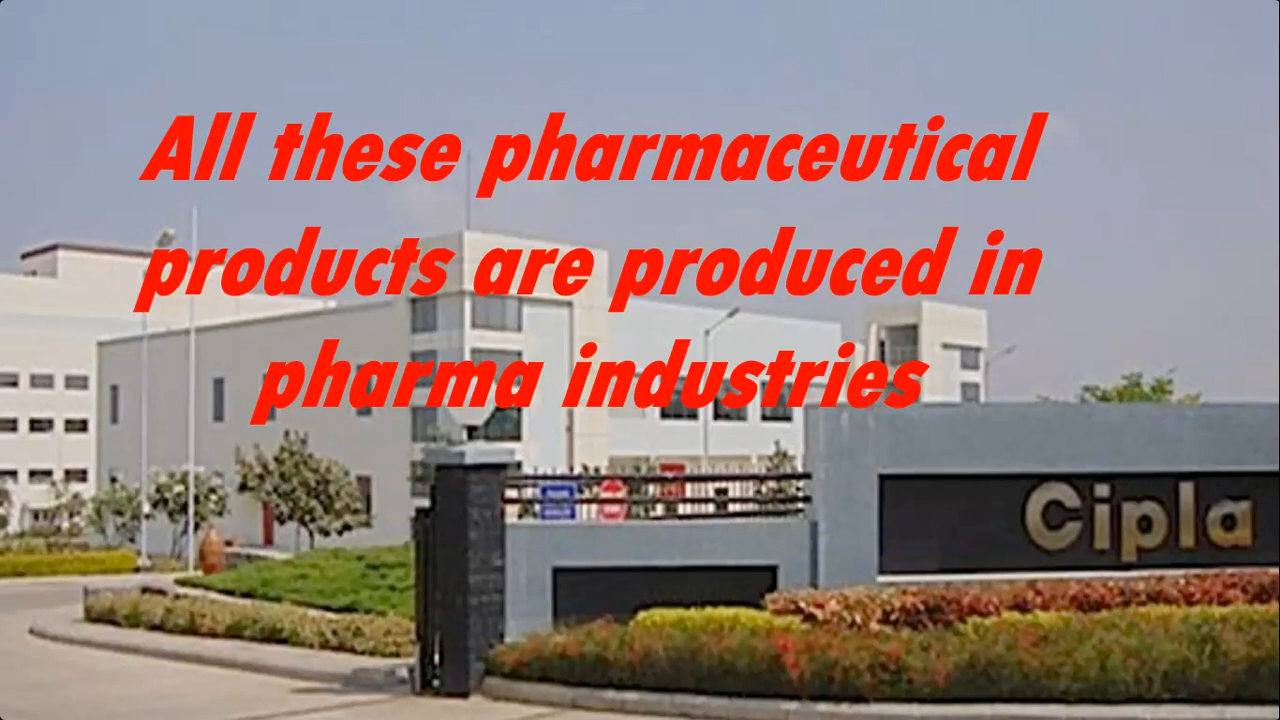 All these pharmaceutical
products are produced in
pharma industries
Cipla